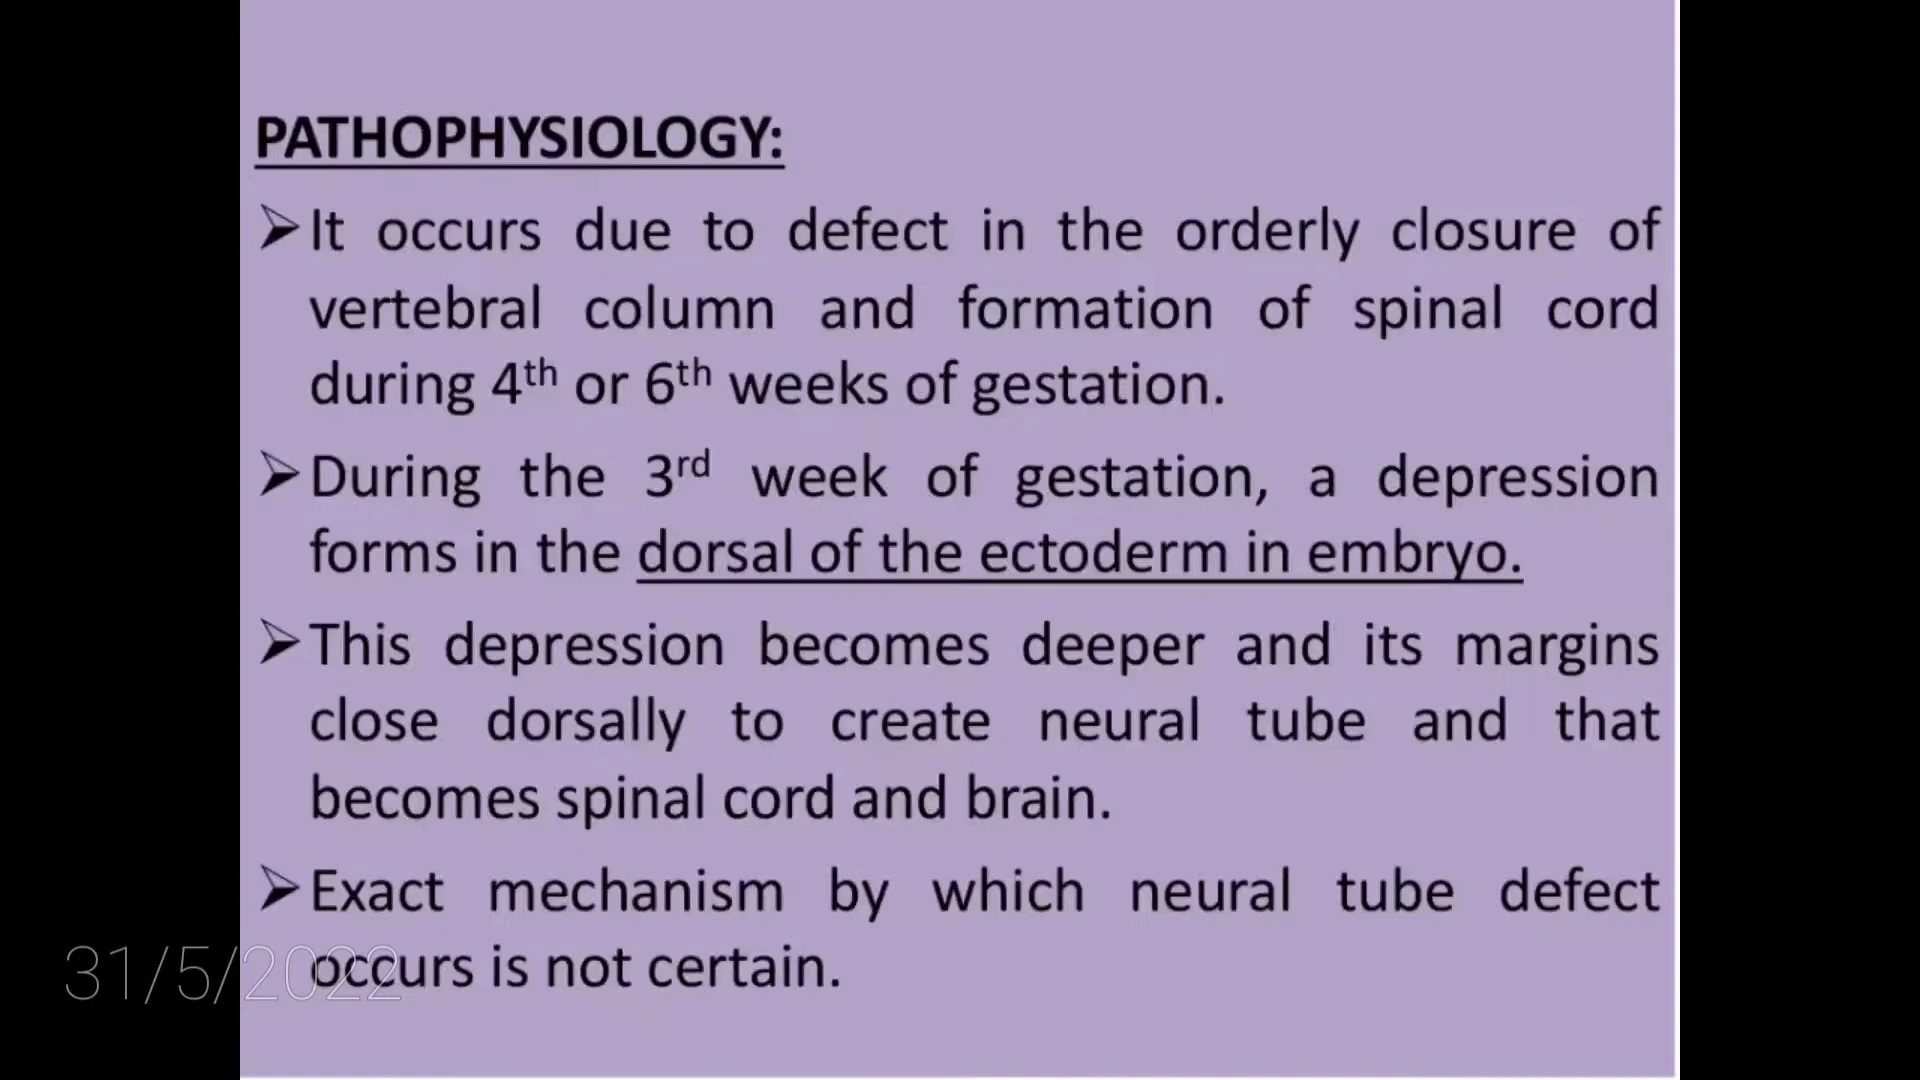 PATHOPHYSIOLOGY:
➢It occurs due to defect in the orderly closure of
vertebral column and formation of spinal cord
during 4th or 6th weeks of gestation.
➢During the 3rd week of gestation, a depression
forms in the dorsal of the ectoderm in embryo.
➢This depression becomes deeper and its margins
close dorsally to create neural tube and that
becomes spinal cord and brain.
➢Exact mechanism by which neural tube defect
occurs is not certain.
31/5/2022